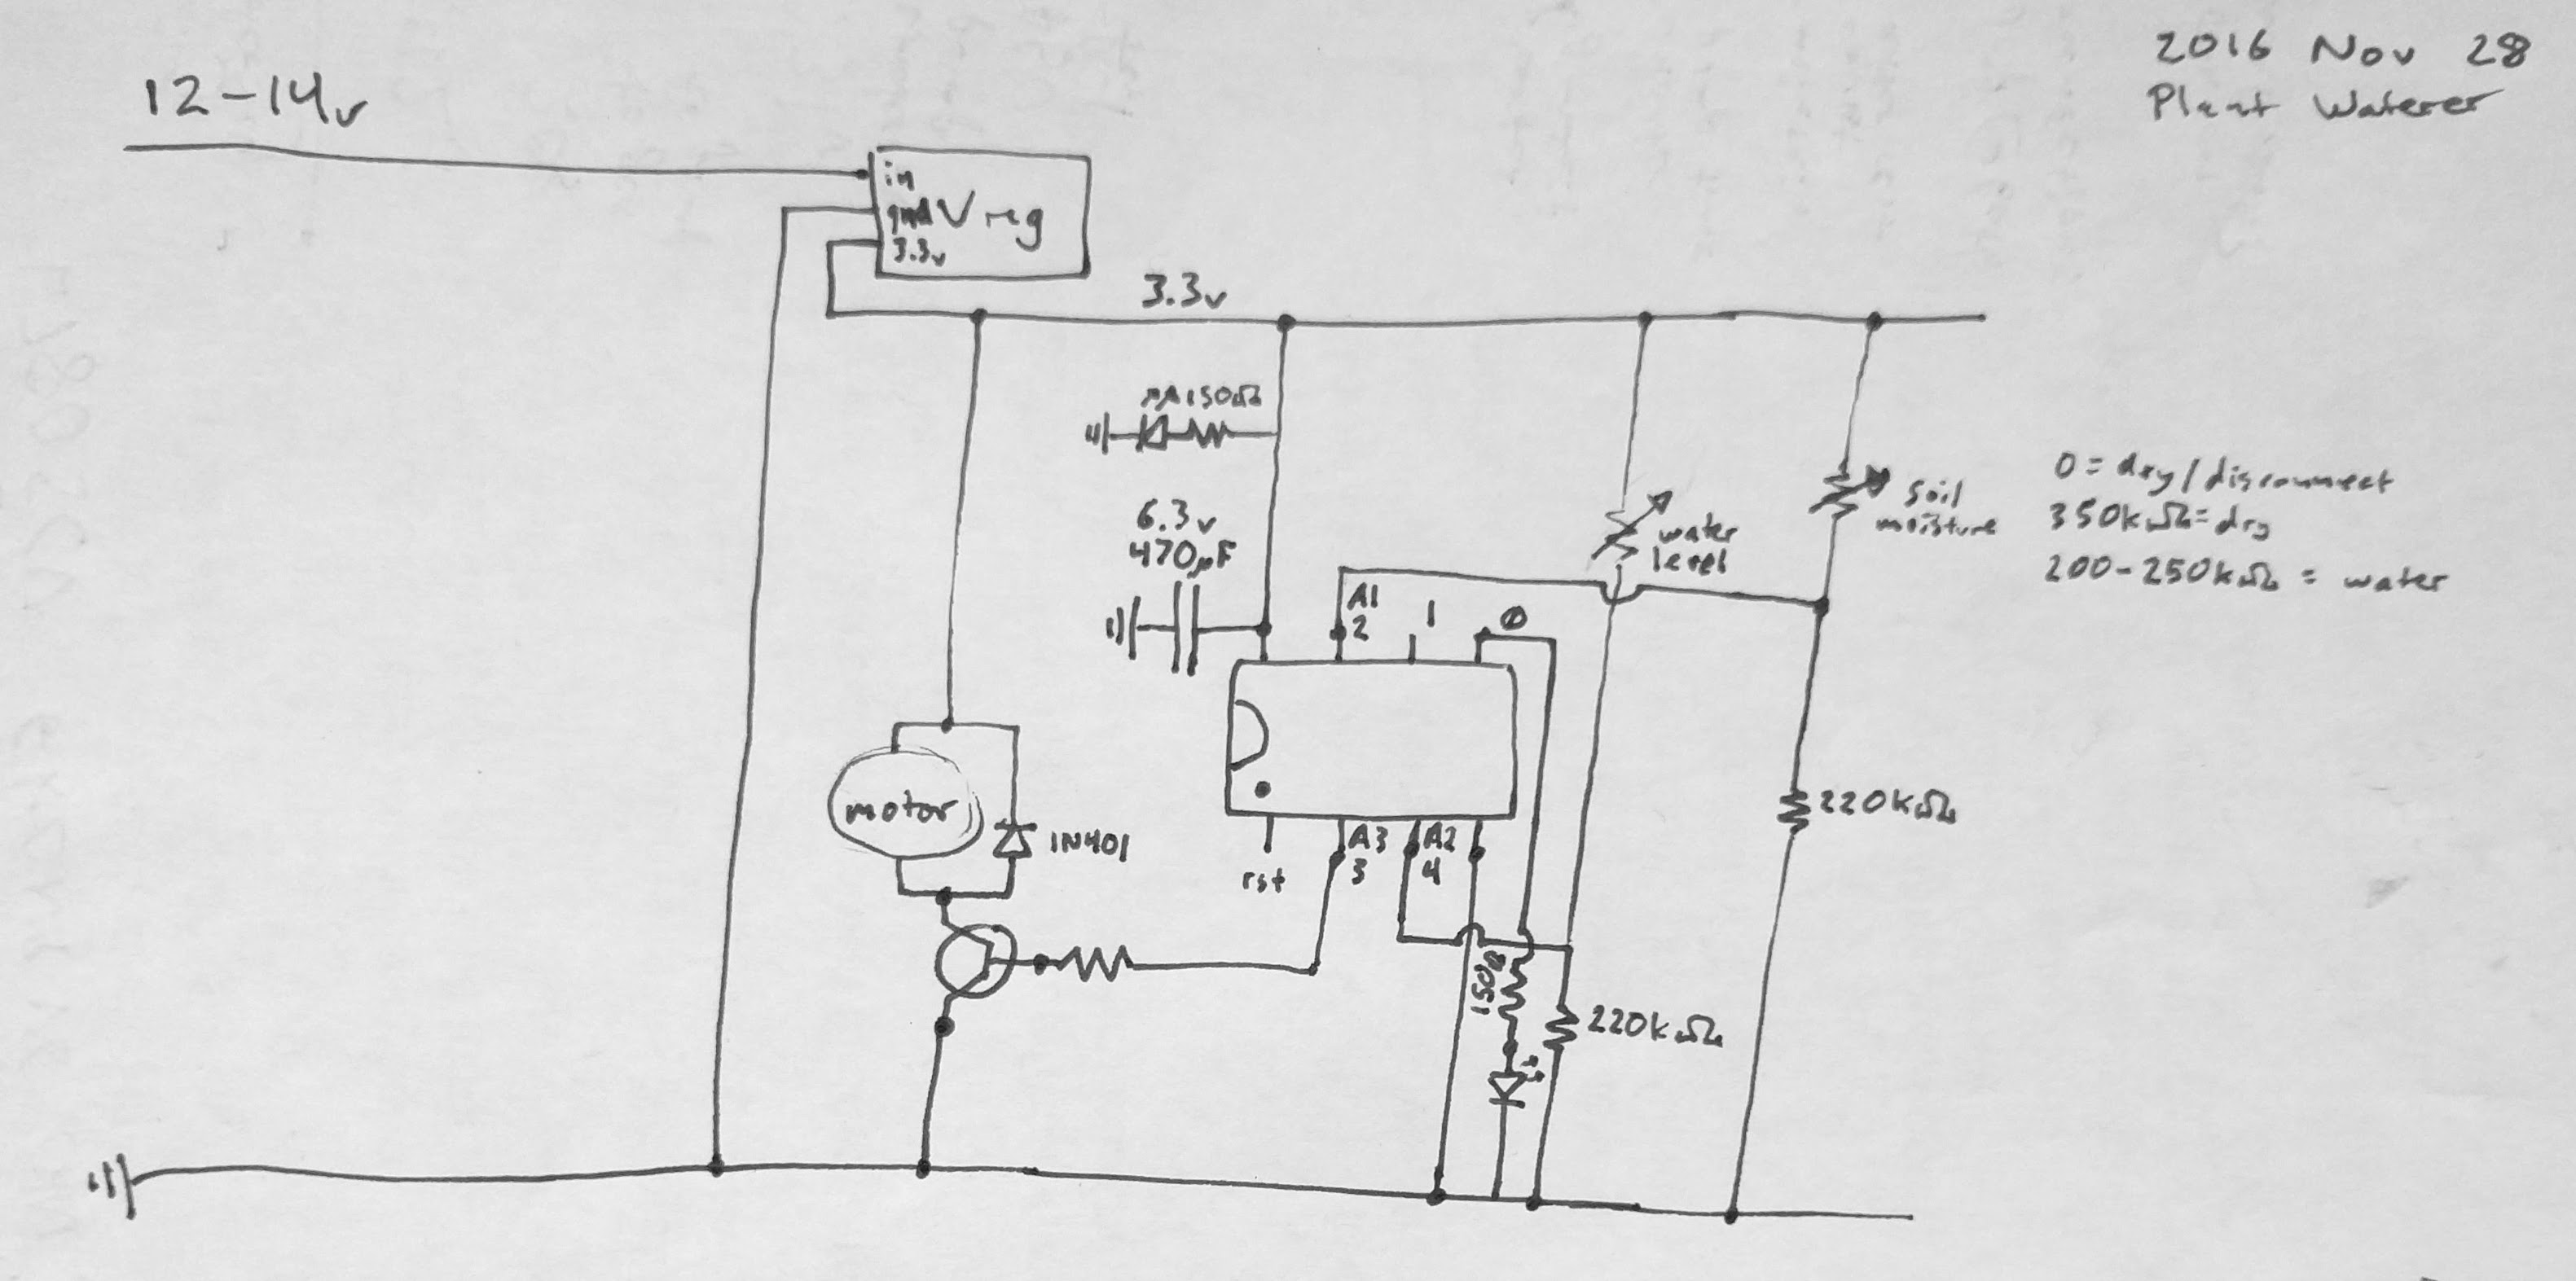 2016 Nov 28
Plant Waterer
12-14v
in
gnd
Vreg
3.3v
3.3v
150Ω
6.3v
470µF
water
level
soil
moisture
0 = dry/disconnect
350kΩ = dry
200-250kΩ = water
A1
2
1
0
motor
1N401
220kΩ
rst
A3
3
A2
4
150Ω
220kΩ